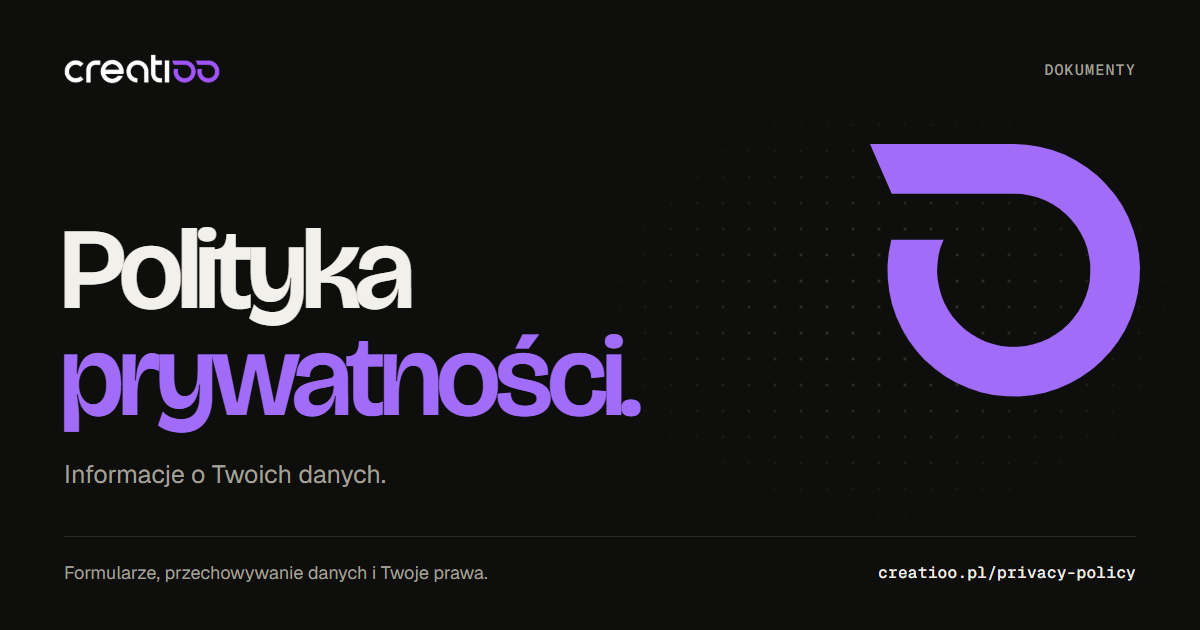 creatioo
DOKUMENTY
Polityka
prywatności.
Informacje o Twoich danych.
Formularze, przechowywanie danych i Twoje prawa.
creatioo.pl/privacy-policy